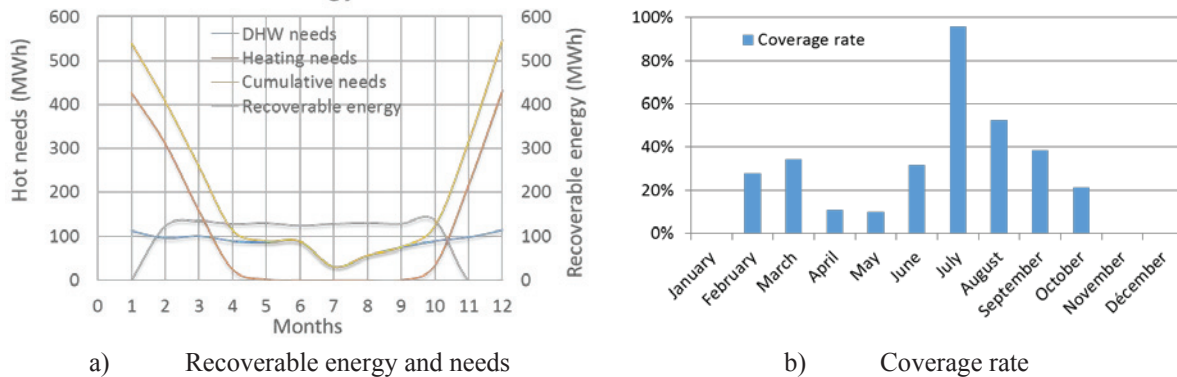 600
500
400
300
200
100
0
Hot needs (MWh)
DHW needs
Heating needs
Cumulative needs
Recoverable energy
600
500
400
300
200
100
0
Recoverable energy (MWh)
0 1 2 3 4 5 6 7 8 9 10 11 12
Months
a) Recoverable energy and needs
100%
80%
60%
40%
20%
0%
Coverage rate
January
February
March
April
May
June
July
August
September
October
November
Décember
b) Coverage rate